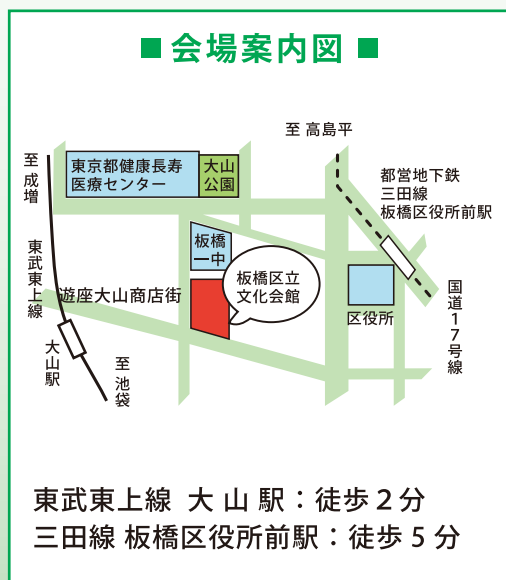 ■ 会場案内図 ■
至 高島平
至 成増
東京都健康長寿
医療センター
大山
公園
都営地下鉄
三田線
板橋区役所前駅
板橋
一中
板橋区立
文化会館
東武東上線
遊座大山商店街
区役所
国道17号線
大山駅
至 池袋
東武東上線 大 山 駅：徒歩 2 分
三田線 板橋区役所前駅：徒歩 5 分